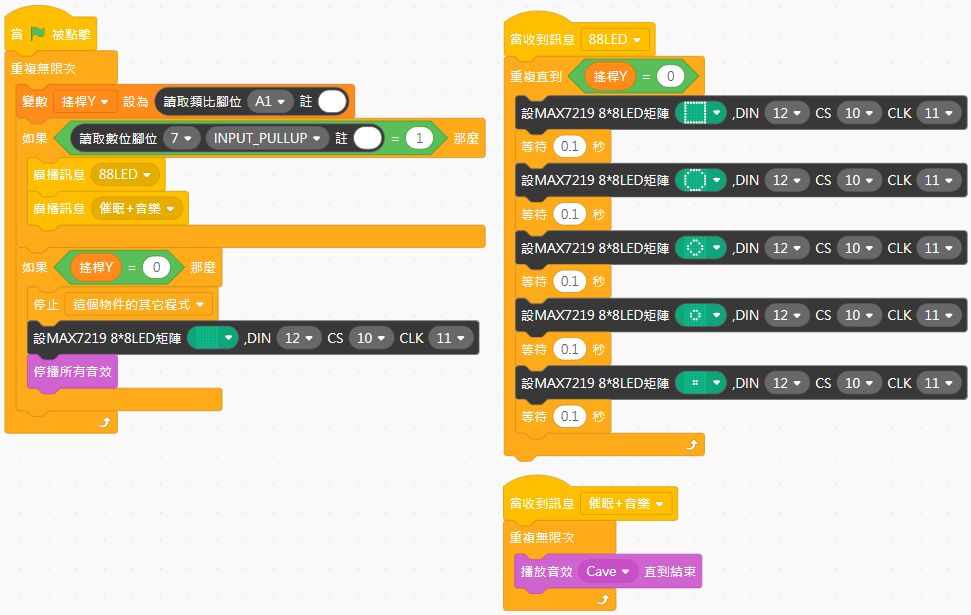 當 被點擊
重複無限次
變數 搖桿Y 設為 讀取類比腳位 A1 註
如果 讀取數位腳位 7 INPUT_PULLUP 註 = 1 那麼
廣播訊息 88LED
廣播訊息 催眠+音樂
如果 搖桿Y = 0 那麼
停止 這個物件的其它程式
設MAX7219 8*8LED矩陣 ,DIN 12 CS 10 CLK 11
停播所有音效
當收到訊息 88LED
重複直到 搖桿Y = 0
設MAX7219 8*8LED矩陣 ,DIN 12 CS 10 CLK 11
等待 0.1 秒
設MAX7219 8*8LED矩陣 ,DIN 12 CS 10 CLK 11
等待 0.1 秒
設MAX7219 8*8LED矩陣 ,DIN 12 CS 10 CLK 11
等待 0.1 秒
設MAX7219 8*8LED矩陣 ,DIN 12 CS 10 CLK 11
等待 0.1 秒
設MAX7219 8*8LED矩陣 ,DIN 12 CS 10 CLK 11
等待 0.1 秒
當收到訊息 催眠+音樂
重複無限次
播放音效 Cave 直到結束